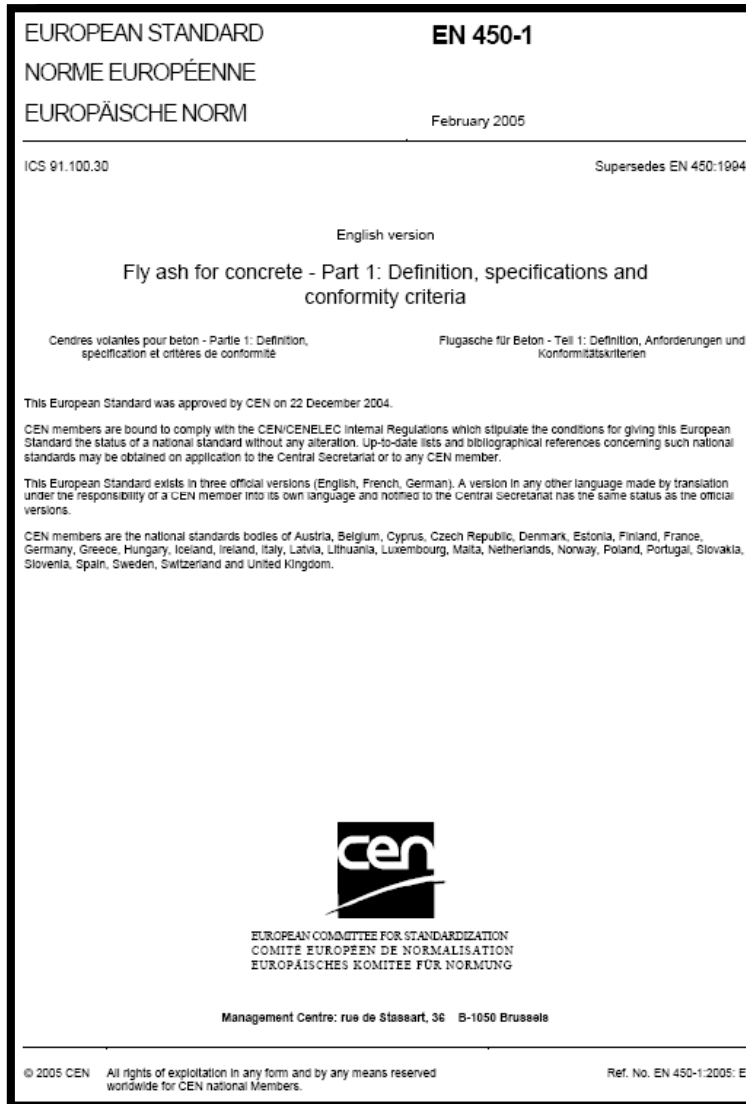 EUROPEAN STANDARD
NORME EUROPÉENNE
EUROPÄISCHE NORM
EN 450-1
February 2005
ICS 91.100.30
Supersedes EN 450:1994
English version
Fly ash for concrete - Part 1: Definition, specifications and
conformity criteria
Cendres volantes pour beton - Partie 1: Definition,
spécification et critères de conformité
Flugasche für Beton - Teil 1: Definition, Anforderungen und
Konformitätskriterien
This European Standard was approved by CEN on 22 December 2004.
CEN members are bound to comply with the CEN/CENELEC Internal Regulations which stipulate the conditions for giving this European
Standard the status of a national standard without any alteration. Up-to-date lists and bibliographical references concerning such national
standards may be obtained on application to the Central Secretariat or to any CEN member.
This European Standard exists in three official versions (English, French, German). A version in any other language made by translation
under the responsibility of a CEN member into its own language and notified to the Central Secretariat has the same status as the official
versions.
CEN members are the national standards bodies of Austria, Belgium, Cyprus, Czech Republic, Denmark, Estonia, Finland, France,
Germany, Greece, Hungary, Iceland, Ireland, Italy, Latvia, Lithuania, Luxembourg, Malta, Netherlands, Norway, Poland, Portugal, Slovakia,
Slovenia, Spain, Sweden, Switzerland and United Kingdom.
cen
EUROPEAN COMMITTEE FOR STANDARDIZATION
COMITÉ EUROPÉEN DE NORMALISATION
EUROPÄISCHES KOMITEE FÜR NORMUNG
Management Centre: rue de Stassart, 36 B-1050 Brussels
© 2005 CEN All rights of exploitation in any form and by any means reserved
worldwide for CEN national Members.
Ref. No. EN 450-1:2005: E